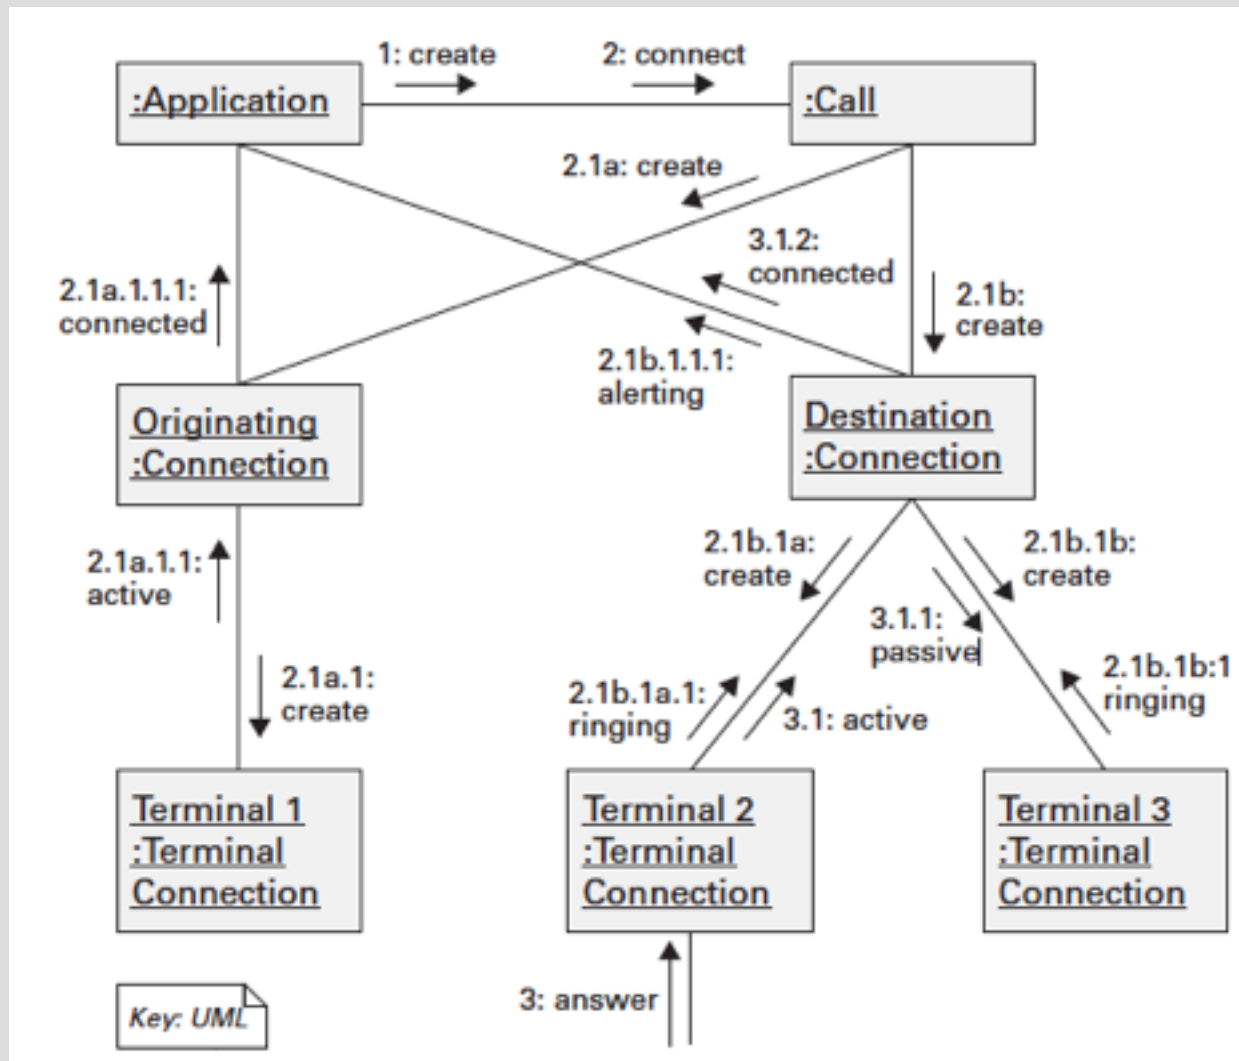 1: create
2: connect
:Application
:Call
2.1a: create
3.1.2:
connected
2.1a.1.1.1:
connected
2.1b:
create
2.1b.1.1.1:
alerting
Originating
:Connection
Destination
:Connection
2.1a.1.1:
active
2.1b.1a:
create
2.1b.1b:
create
3.1.1:
passive
2.1a.1:
create
2.1b.1a.1:
ringing
3.1: active
2.1b.1b:1
ringing
Terminal 1
:Terminal
Connection
Terminal 2
:Terminal
Connection
Terminal 3
:Terminal
Connection
3: answer
Key: UML